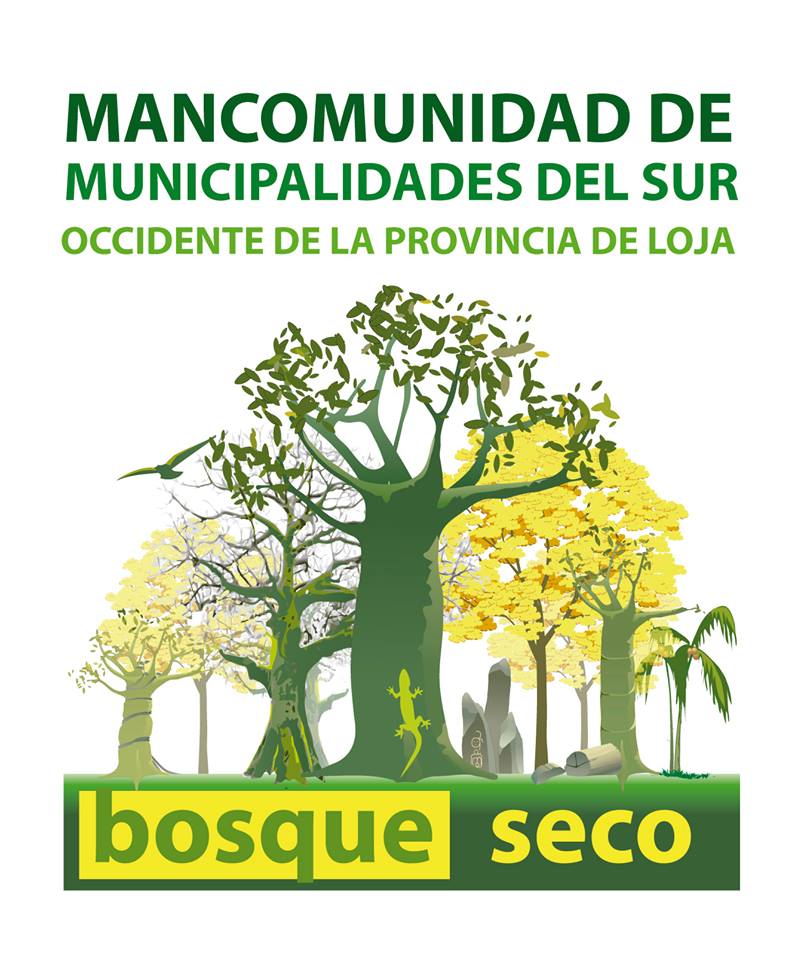 MANCOMUNIDAD DE
MUNICIPALIDADES DEL SUR
OCCIDENTE DE LA PROVINCIA DE LOJA
bosque seco